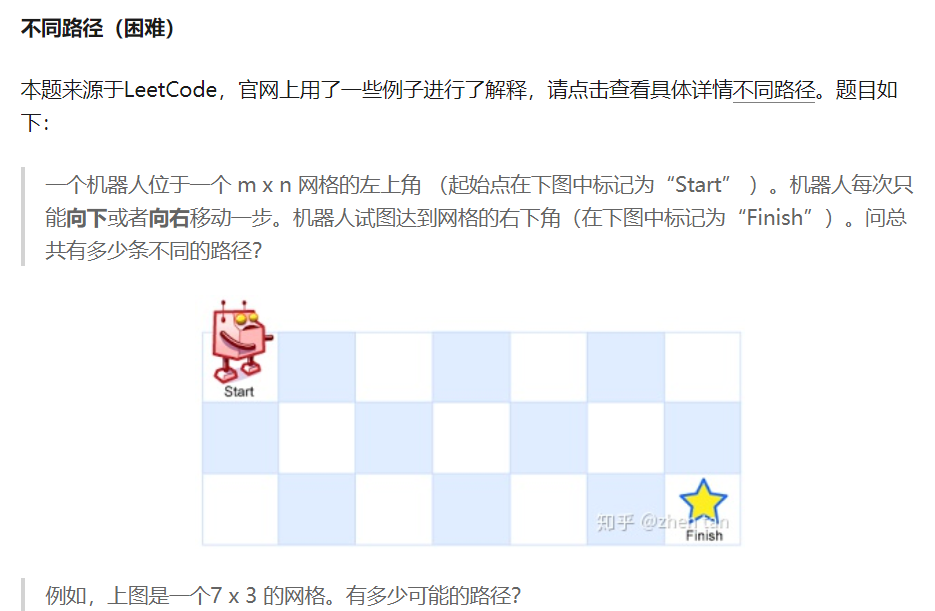 不同路径（困难）
本题来源于LeetCode，官网上用了一些例子进行了解释，请点击查看具体详情不同路径。题目如
下：
一个机器人位于一个 m x n 网格的左上角 （起始点在下图中标记为“Start” ）。机器人每次只
能向下或者向右移动一步。机器人试图达到网格的右下角（在下图中标记为“Finish”）。问总
共有多少条不同的路径？
Start
知乎 @zhen tan
Finish
例如，上图是一个7 x 3 的网格。有多少可能的路径？